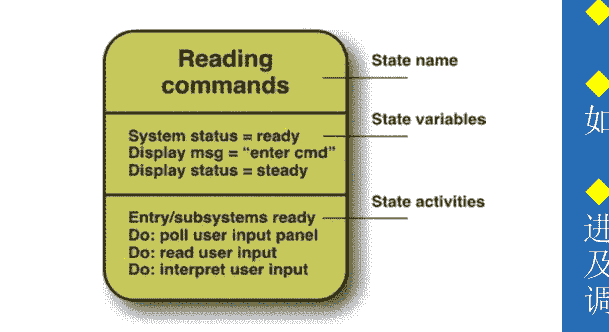 Reading
commands
State name
System status = ready
Display msg = “enter cmd”
Display status = steady
State variables
Entry/subsystems ready
Do: poll user input panel
Do: read user input
Do: interpret user input
State activities
如
进
及
调